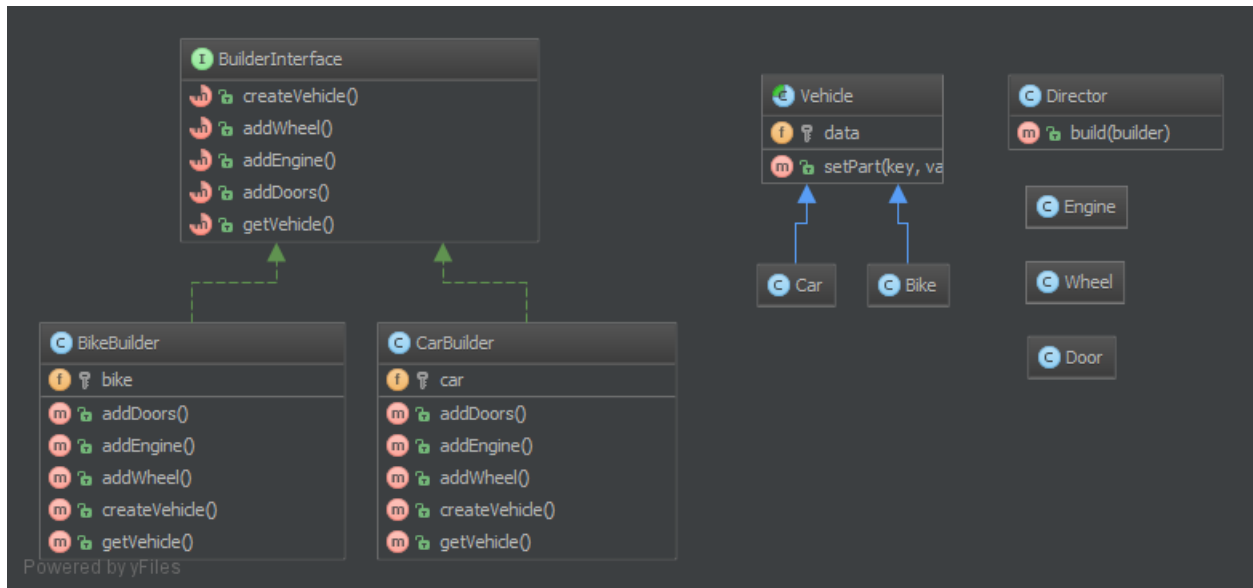 BuilderInterface
createVehicle()
addWheel()
addEngine()
addDoors()
getVehicle()
Vehicle
data
setPart(key, va
Director
build(builder)
Engine
Wheel
Door
Car
Bike
BikeBuilder
bike
addDoors()
addEngine()
addWheel()
createVehicle()
getVehicle()
CarBuilder
car
addDoors()
addEngine()
addWheel()
createVehicle()
getVehicle()
Powered by yFiles